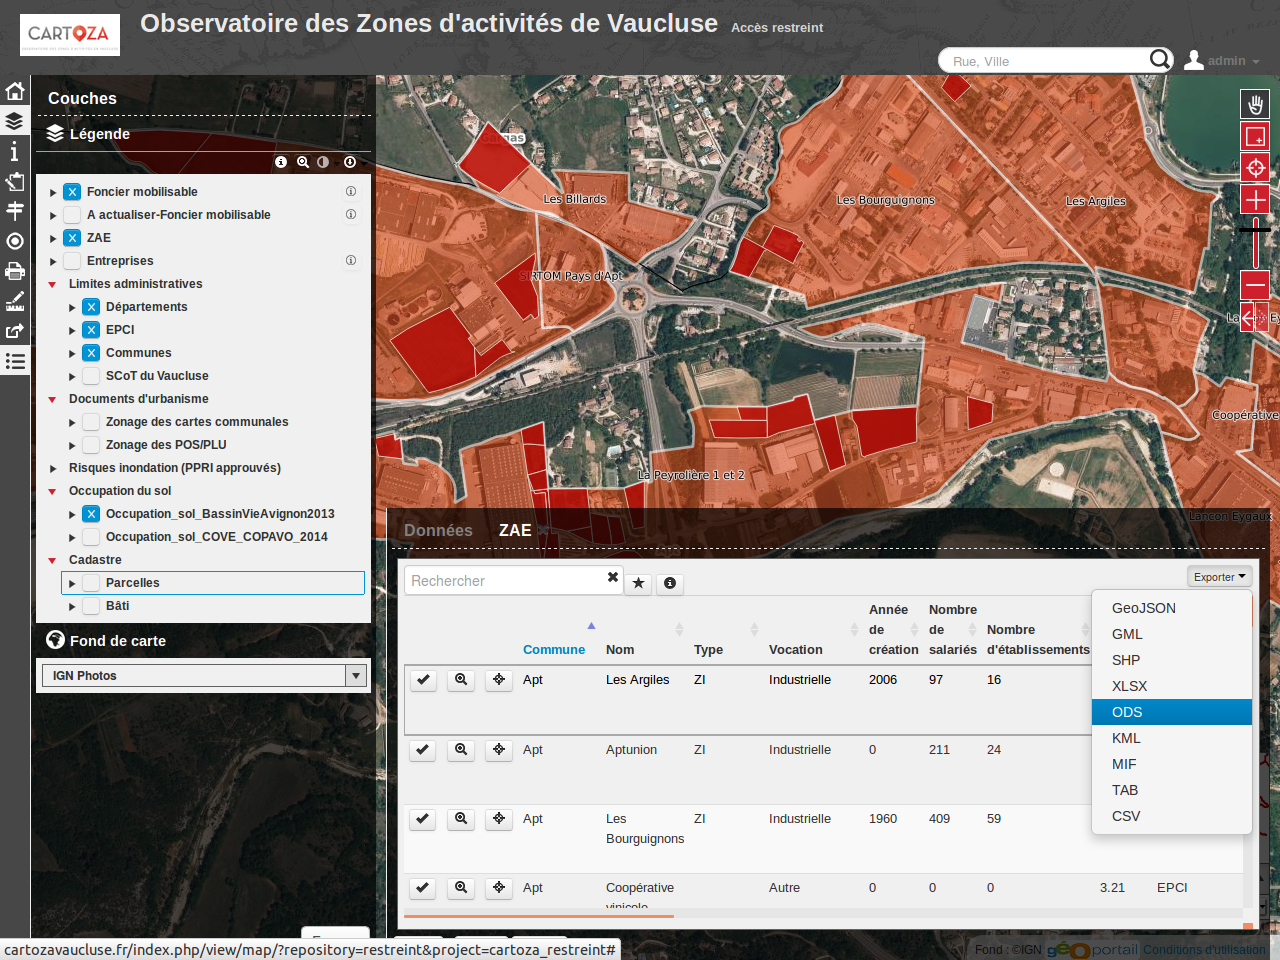 CARTOZA
Observatoire des Zones d'activités de Vaucluse
Accès restreint
Rue, Ville
admin
Couches
Légende
Foncier mobilisable
A actualiser-Foncier mobilisable
ZAE
Entreprises
Limites administratives
Départements
EPCI
Communes
SCoT du Vaucluse
Documents d'urbanisme
Zonage des cartes communales
Zonage des POS/PLU
Risques inondation (PPRI approuvés)
Occupation du sol
Occupation_sol_BassinVieAvignon2013
Occupation_sol_COVE_COPAVO_2014
Cadastre
Parcelles
Bâti
Fond de carte
IGN Photos
Les Billards
Les Bourguignons
Les Argiles
SIRTOM Pays d'Apt
Coopérative
La Peyrolière 1 et 2
Lançon Eygaux
Données
ZAE
Rechercher
Exporter
Commune Nom Type Vocation Année de création Nombre de salariés Nombre d'établissements
Apt Les Argiles ZI Industrielle 2006 97 16
Apt Aptunion ZI Industrielle 0 211 24
Apt Les Bourguignons ZI Industrielle 1960 409 59
Apt Coopérative vinicole Autre 0 0 0 3.21 EPCI
GeoJSON
GML
SHP
XLSX
ODS
KML
MIF
TAB
CSV
cartozavaucluse.fr/index.php/view/map/?repository=restreint&project=cartoza_restreint#
Fond : ©IGN géoportail Conditions d'utilisation